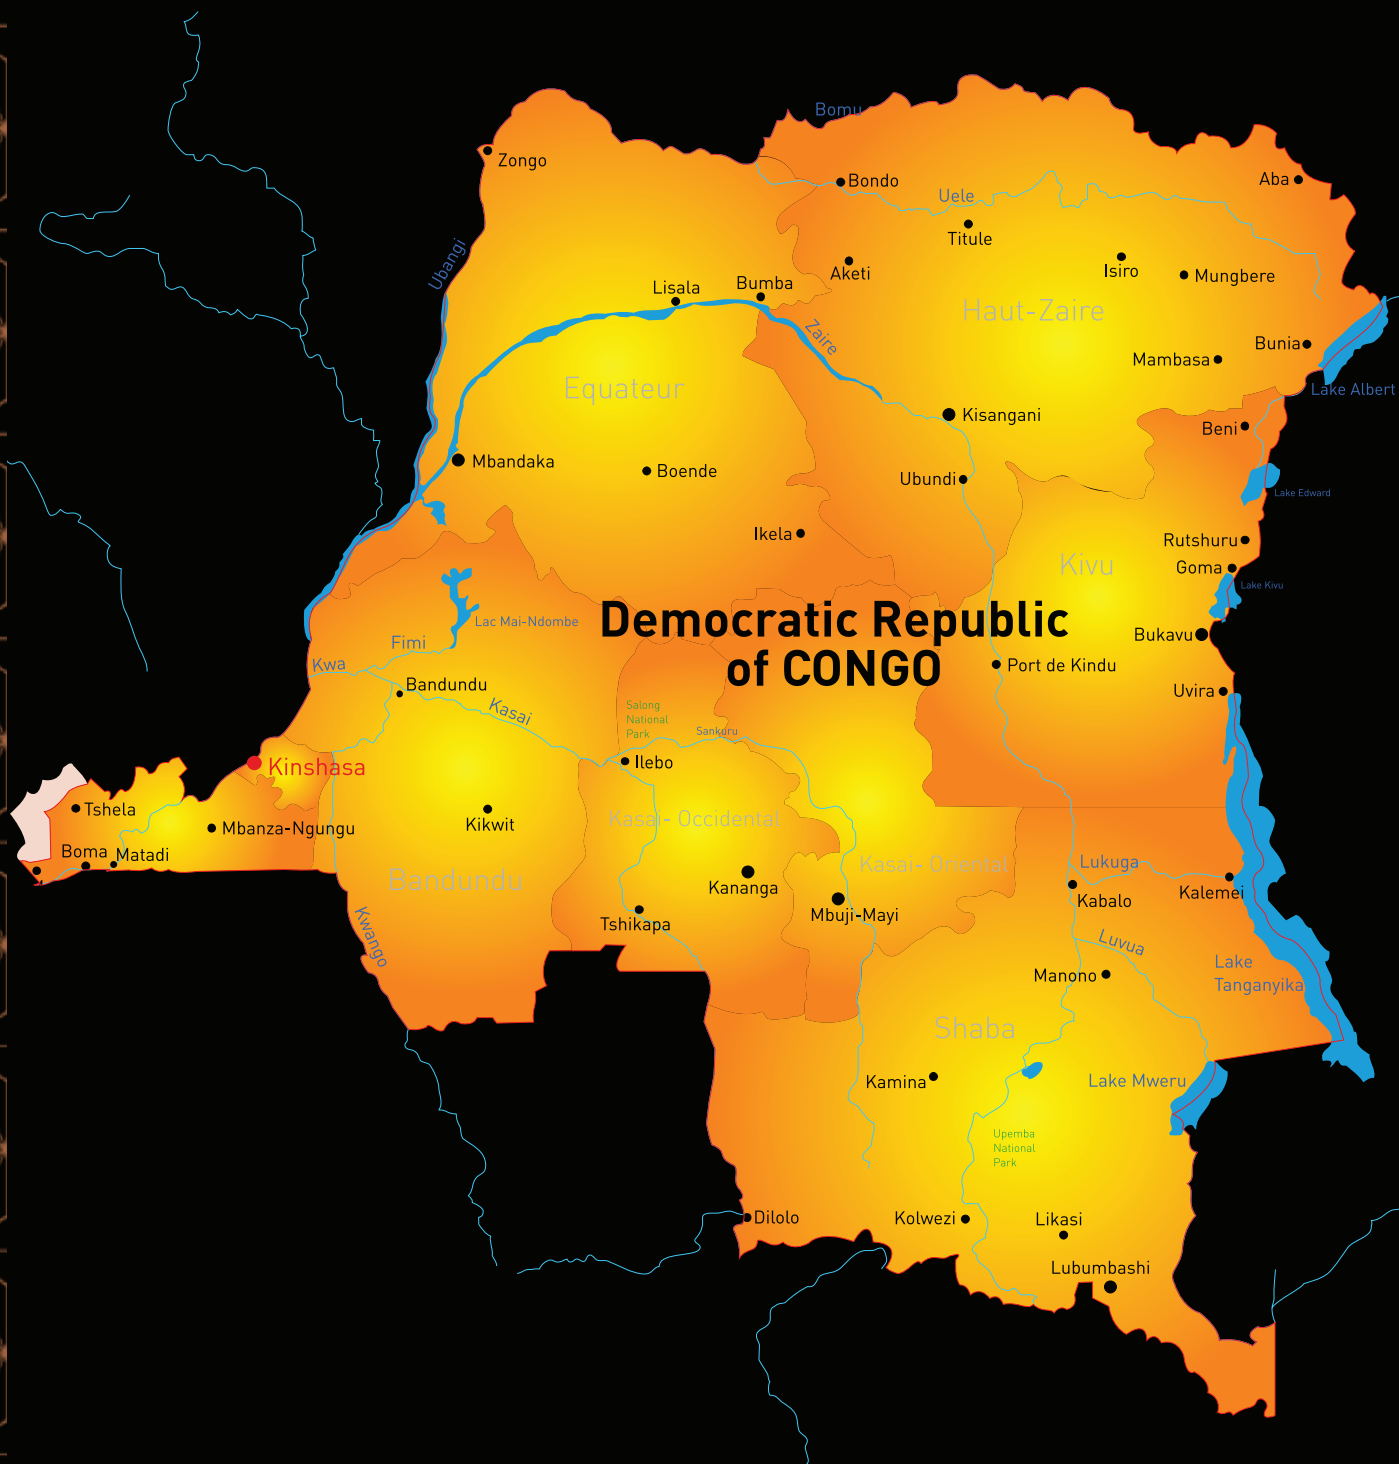 Bomu
Zongo
Bondo
Aba
Uele
Titule
Ubangi
Aketi
Isiro
Mungbere
Lisala
Bumba
Haut-Zaire
Zaire
Bunia
Mambasa
Lake Albert
Equateur
Kisangani
Beni
Mbandaka
Boende
Ubundi
Lake Edward
Ikela
Rutshuru
Kivu
Goma
Lake Kivu
Democratic Republic
of CONGO
Lac Mai-Ndombe
Bukavu
Fimi
Kwa
Port de Kindu
Bandundu
Uvira
Kasai
Salong
National
Park
Sankuru
Kinshasa
Ilebo
Tshela
Mbanza-Ngungu
Kikwit
Kasai- Occidental
Boma
Matadi
Kasai- Oriental
Lukuga
Bandundu
Kananga
Kalemei
Kabalo
Tshikapa
Mbuji-Mayi
Kwango
Luvua
Lake
Tanganyika
Manono
Shaba
Kamina
Lake Mweru
Upemba
National
Park
Dilolo
Kolwezi
Likasi
Lubumbashi